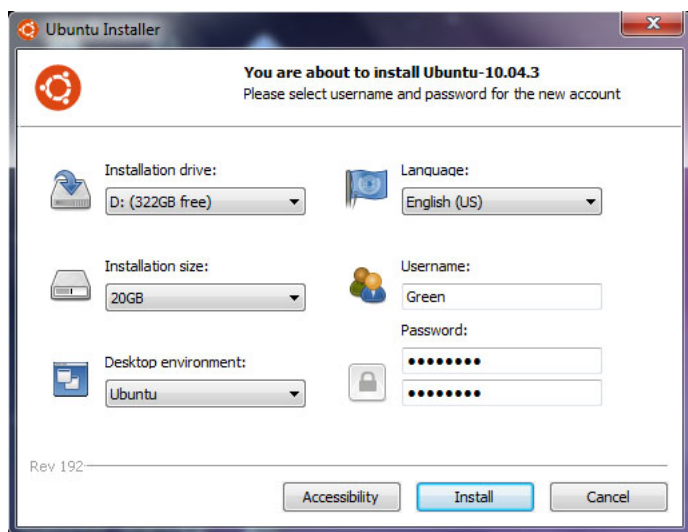 Ubuntu Installer
You are about to install Ubuntu-10.04.3
Please select username and password for the new account
Installation drive:
D: (322GB free)
Installation size:
20GB
Desktop environment:
Ubuntu
Language:
English (US)
Username:
Green
Password:
●●●●●●●●
●●●●●●●●
Rev 192
Accessibility
Install
Cancel